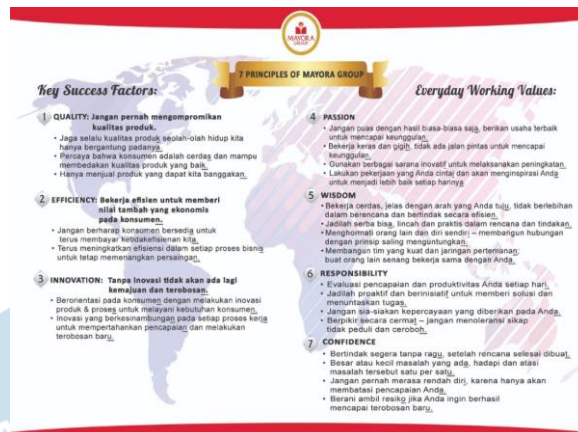 MAYORA
GROUP
7 PRINCIPLES OF MAYORA GROUP
Key Success Factors:
1 QUALITY: Jangan pernah mengompromikan
kualitas produk.
• Jaga selalu kualitas produk seolah-olah hidup kita
hanya bergantung padanya.
• Percaya bahwa konsumen adalah cerdas dan mampu
membedakan kualitas produk yang baik.
• Hanya menjual produk yang dapat kita banggakan.
2 EFFICIENCY: Bekerja efisien untuk memberi
nilai tambah yang ekonomis
pada konsumen.
• Jangan berharap konsumen bersedia untuk
terus membayar ketidakefisienan kita.
• Terus meningkatkan efisiensi dalam setiap proses bisnis
untuk tetap memenangkan persaingan.
3 INNOVATION: Tanpa inovasi tidak akan ada lagi
kemajuan dan terobosan.
• Berorientasi pada konsumen dengan melakukan inovasi
produk & proses untuk melayani kebutuhan konsumen.
• Inovasi yang berkesinambungan pada setiap proses kerja
untuk mempertahankan pencapaian dan melakukan
terobosan baru.
Everyday Working Values:
4 PASSION
• Jangan puas dengan hasil biasa-biasa saja, berikan usaha terbaik
untuk mencapai keunggulan.
• Bekerja keras dan gigih, tidak ada jalan pintas untuk mencapai
keunggulan.
• Gunakan berbagai sarana inovatif untuk melaksanakan peningkatan.
• Lakukan pekerjaan yang Anda cintai dan akan menginspirasi Anda
untuk menjadi lebih baik setiap harinya.
5 WISDOM
• Bekerja cerdas, jelas dengan arah yang Anda tuju, tidak berlebihan
dalam berencana dan bertindak secara efisien.
• Jadilah serba bisa, lincah dan praktis dalam rencana dan tindakan.
• Menghormati orang lain dan diri sendiri – membangun hubungan
dengan prinsip saling menguntungkan.
• Membangun tim yang kuat dan jaringan pertemanan;
buat orang lain senang bekerja sama dengan Anda.
6 RESPONSIBILITY
• Evaluasi pencapaian dan produktivitas Anda setiap hari.
• Jadilah proaktif dan berinisiatif untuk memberi solusi dan
menuntaskan tugas.
• Jangan sia-siakan kepercayaan yang diberikan pada Anda.
• Berpikir secara cermat – jangan menoleransi sikap
tidak peduli dan ceroboh.
7 CONFIDENCE
• Bertindak segera tanpa ragu, setelah rencana selesai dibuat.
• Besar atau kecil masalah yang ada, hadapi dan atasi
masalah tersebut satu per satu.
• Jangan pernah merasa rendah diri, karena hanya akan
membatasi pencapaian Anda.
• Berani ambil resiko jika Anda ingin berhasil
mencapai terobosan baru.